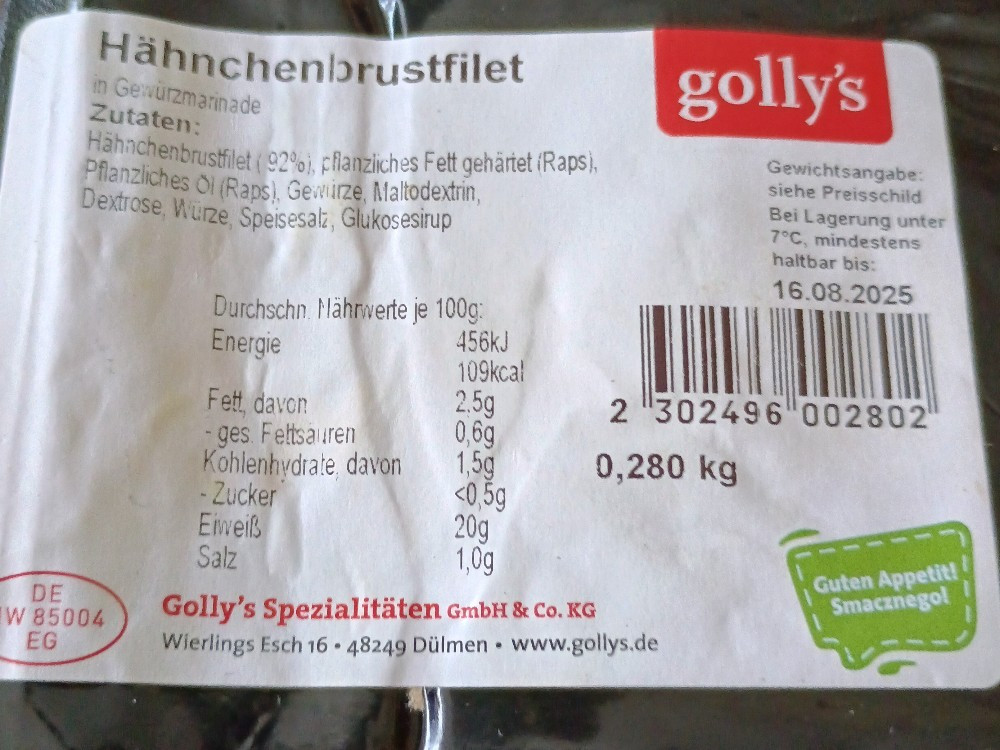 Hähnchenbrustfilet
in Gewürzmarinade
Zutaten:
Hähnchenbrustfilet ( 92%), pflanzliches Fett gehärtet (Raps),
Pflanzliches Öl (Raps), Gewürze, Maltodextrin,
Dextrose, Würze, Speisesalz, Glukosesirup
golly's
Gewichtsangabe:
siehe Preisschild
Bei Lagerung unter
7°C, mindestens
haltbar bis:
16.08.2025
Durchschn. Nährwerte je 100g:
Energie 456kJ
109kcal
Fett, davon 2.5g
- ges. Fettsäuren 0,6g
Kohlenhydrate, davon 1,5g
- Zucker <0,5g
Eiweiß 20g
Salz 1,0g
2 302496 002802
0,280 kg
Guten Appetit!
Smacznego!
DE
W 85004
EG
Golly's Spezialitäten GmbH & Co. KG
Wierlings Esch 16 • 48249 Dülmen • www.gollys.de